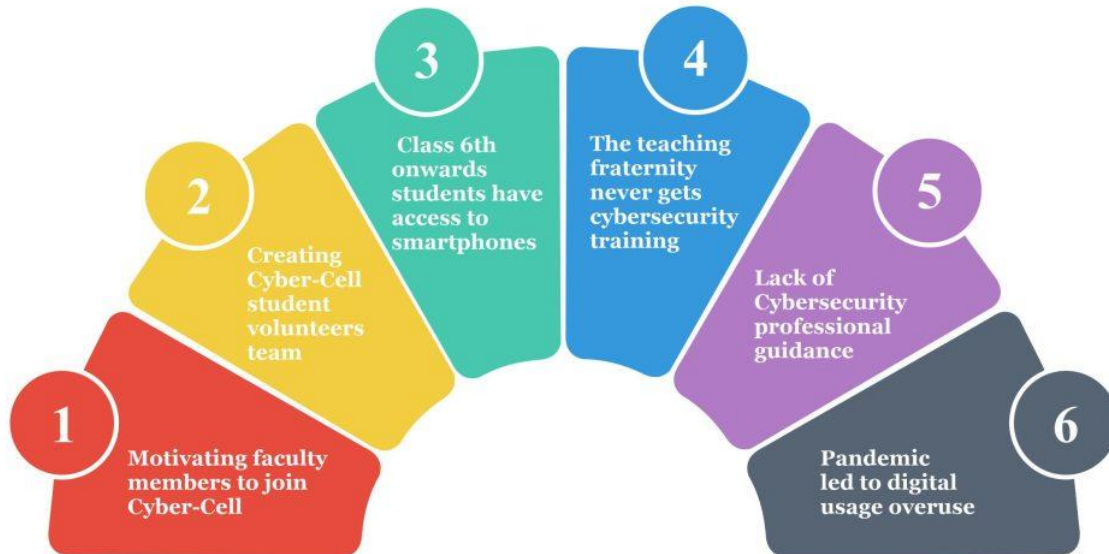 1
Motivating faculty
members to join
Cyber-Cell
2
Creating
Cyber-Cell
student
volunteers
team
3
Class 6th
onwards
students have
access to
smartphones
4
The teaching
fraternity
never gets
cybersecurity
training
5
Lack of
Cybersecurity
professional
guidance
6
Pandemic
led to digital
usage overuse